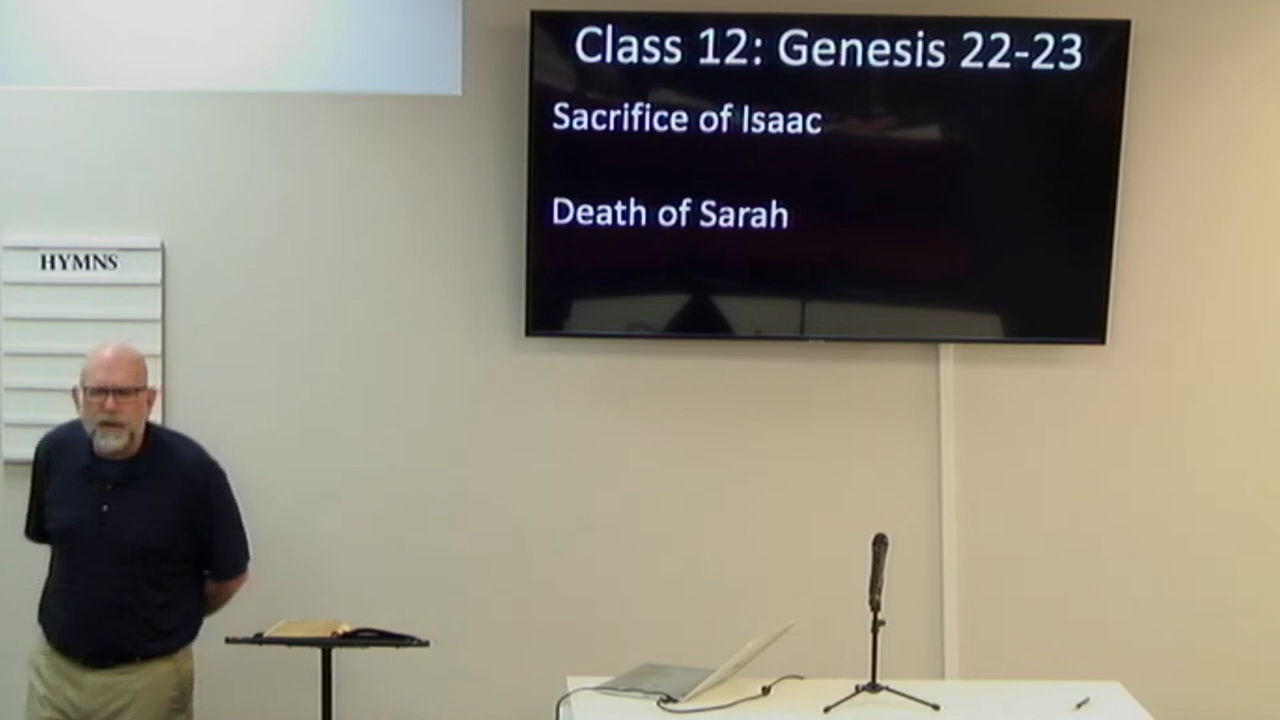 Class 12: Genesis 22-23
Sacrifice of Isaac
Death of Sarah
HYMNS